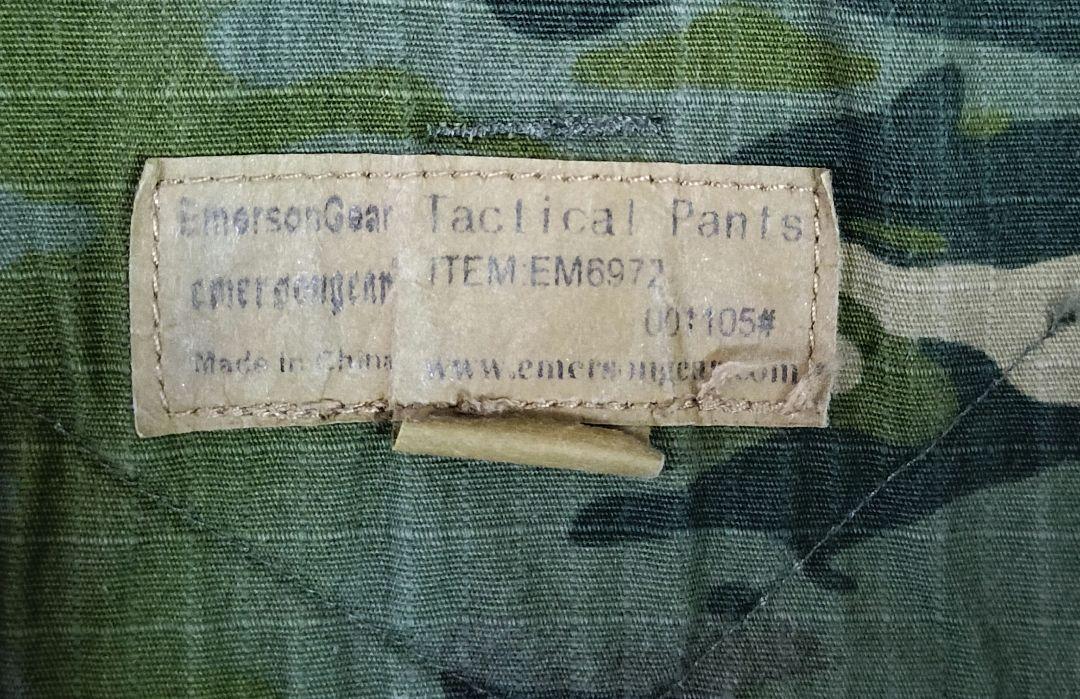 EmersonGear Tactical Pants
emersongear ITEM:EM6972
001105#
Made in China www.emersongear.com